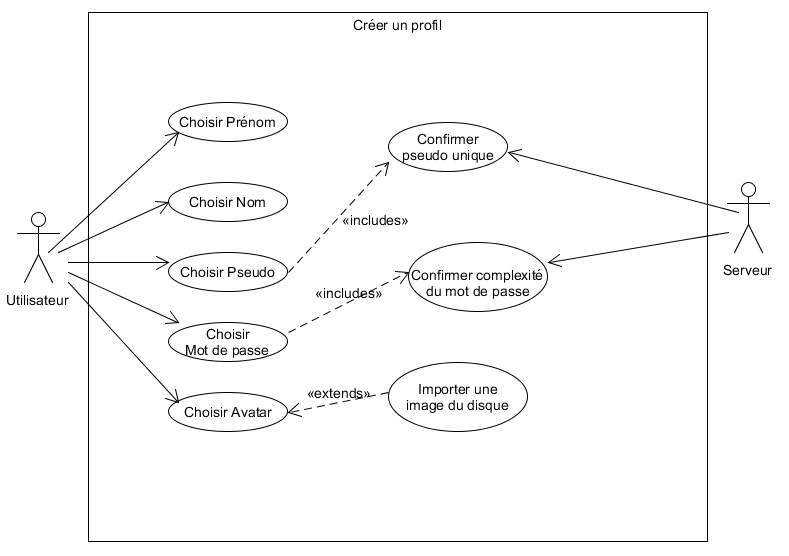 Créer un profil
Choisir Prénom
Confirmer
pseudo unique
Choisir Nom
«includes»
Choisir Pseudo
Utilisateur
Serveur
Confirmer complexité
du mot de passe
«includes»
Choisir
Mot de passe
«extends»
Importer une
image du disque
Choisir Avatar